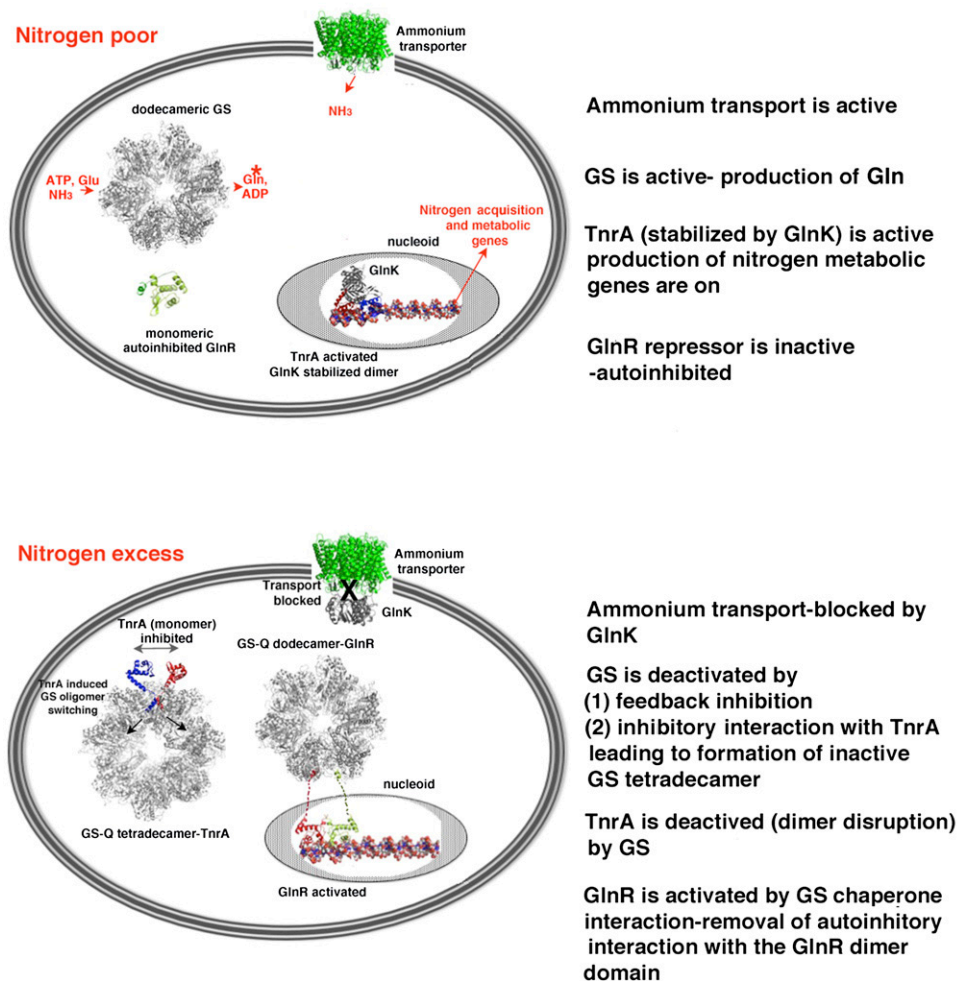 Nitrogen poor
Ammonium
transporter
NH3
dodecameric GS
ATP, Glu
NH3
*
Gln,
ADP
Nitrogen acquisition
and metabolic
genes
nucleoid
GlnK
monomeric
autoinhibited GlnR
TnrA activated
GlnK stabilized dimer
Ammonium transport is active
GS is active- production of Gln
TnrA (stabilized by GlnK) is active
production of nitrogen metabolic
genes are on
GlnR repressor is inactive
-autoinhibited
Nitrogen excess
Ammonium
transporter
Transport
blocked
X
GlnK
TnrA (monomer)
inhibited
GS-Q dodecamer-GlnR
TnrA induced
GS oligomer
switching
nucleoid
GS-Q tetradecamer-TnrA
GlnR activated
Ammonium transport-blocked by
GlnK
GS is deactivated by
(1) feedback inhibition
(2) inhibitory interaction with TnrA
leading to formation of inactive
GS tetradecamer
TnrA is deactived (dimer disruption)
by GS
GlnR is activated by GS chaperone
interaction-removal of autoinhitory
interaction with the GlnR dimer
domain